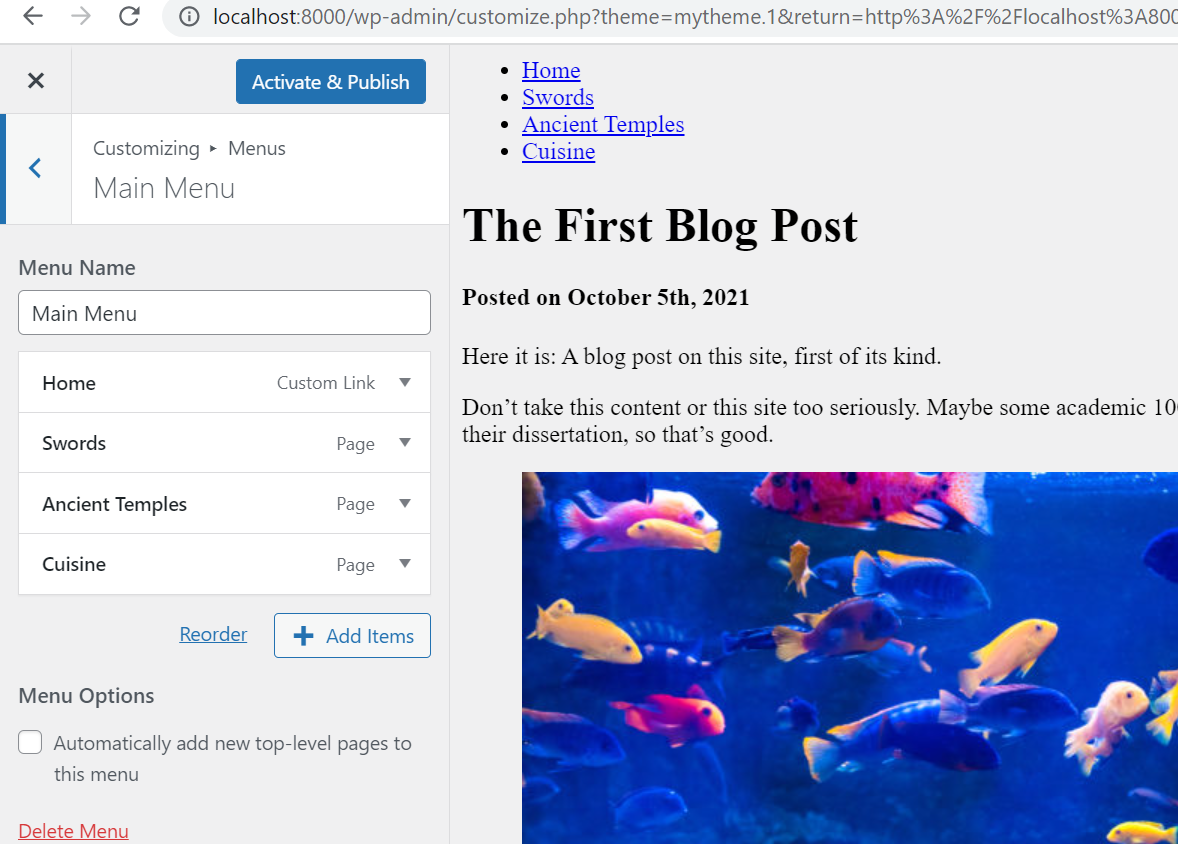 localhost:8000/wp-admin/customize.php?theme=mytheme.1&return=http%3A%2F%2Flocalhost%3A800
Activate & Publish
Customizing ▸ Menus
Main Menu
Menu Name
Main Menu
Home Custom Link
Swords Page
Ancient Temples Page
Cuisine Page
Reorder
Add Items
Menu Options
Automatically add new top-level pages to
this menu
Delete Menu
Home
Swords
Ancient Temples
Cuisine
The First Blog Post
Posted on October 5th, 2021
Here it is: A blog post on this site, first of its kind.
Don’t take this content or this site too seriously. Maybe some academic
their dissertation, so that’s good.